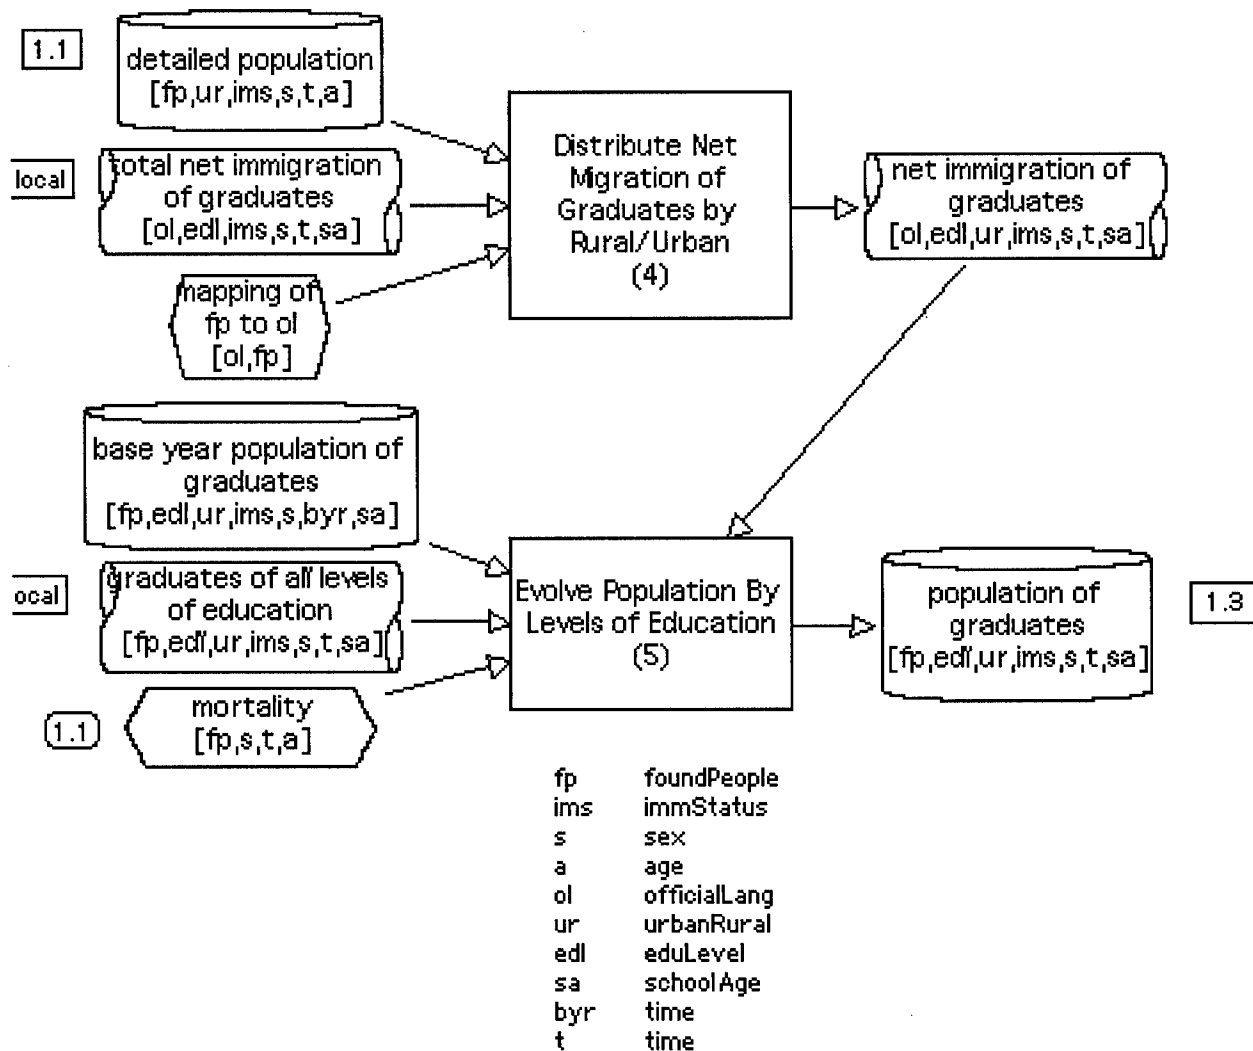 1.1
detailed population
[fp,ur,ims,s,t,a]
local
total net immigration
of graduates
[ol,edl,ims,s,t,sa]
mapping of
fp to ol
[ol,fp]
Distribute Net
Migration of
Graduates by
Rural/Urban
(4)
net immigration of
graduates
[ol,edl,ur,ims,s,t,sa]
base year population of
graduates
[fp,edl,ur,ims,s,byr,sa]
ocal
graduates of all levels
of education
[fp,edl,ur,ims,s,t,sa]
1.1
mortality
[fp,s,t,a]
Evolve Population By
Levels of Education
(5)
population of
graduates
[fp,edl,ur,ims,s,t,sa]
1.3
fp foundPeople
ims immStatus
s sex
a age
ol officialLang
ur urbanRural
edl eduLevel
sa schoolAge
byr time
t time